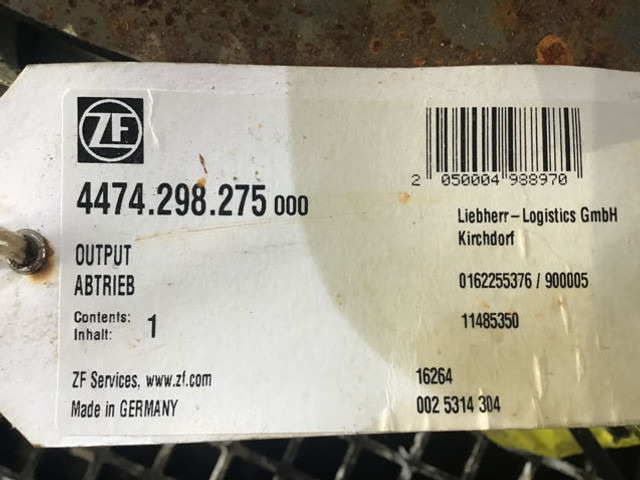 ZF
4474.298.275 000
OUTPUT
ABTRIEB
Contents:
Inhalt: 1
ZF Services, www.zf.com
Made in GERMANY
2 050004 988970
Liebherr-Logistics GmbH
Kirchdorf
0162255376 / 900005
11485350
16264
002 5314 304